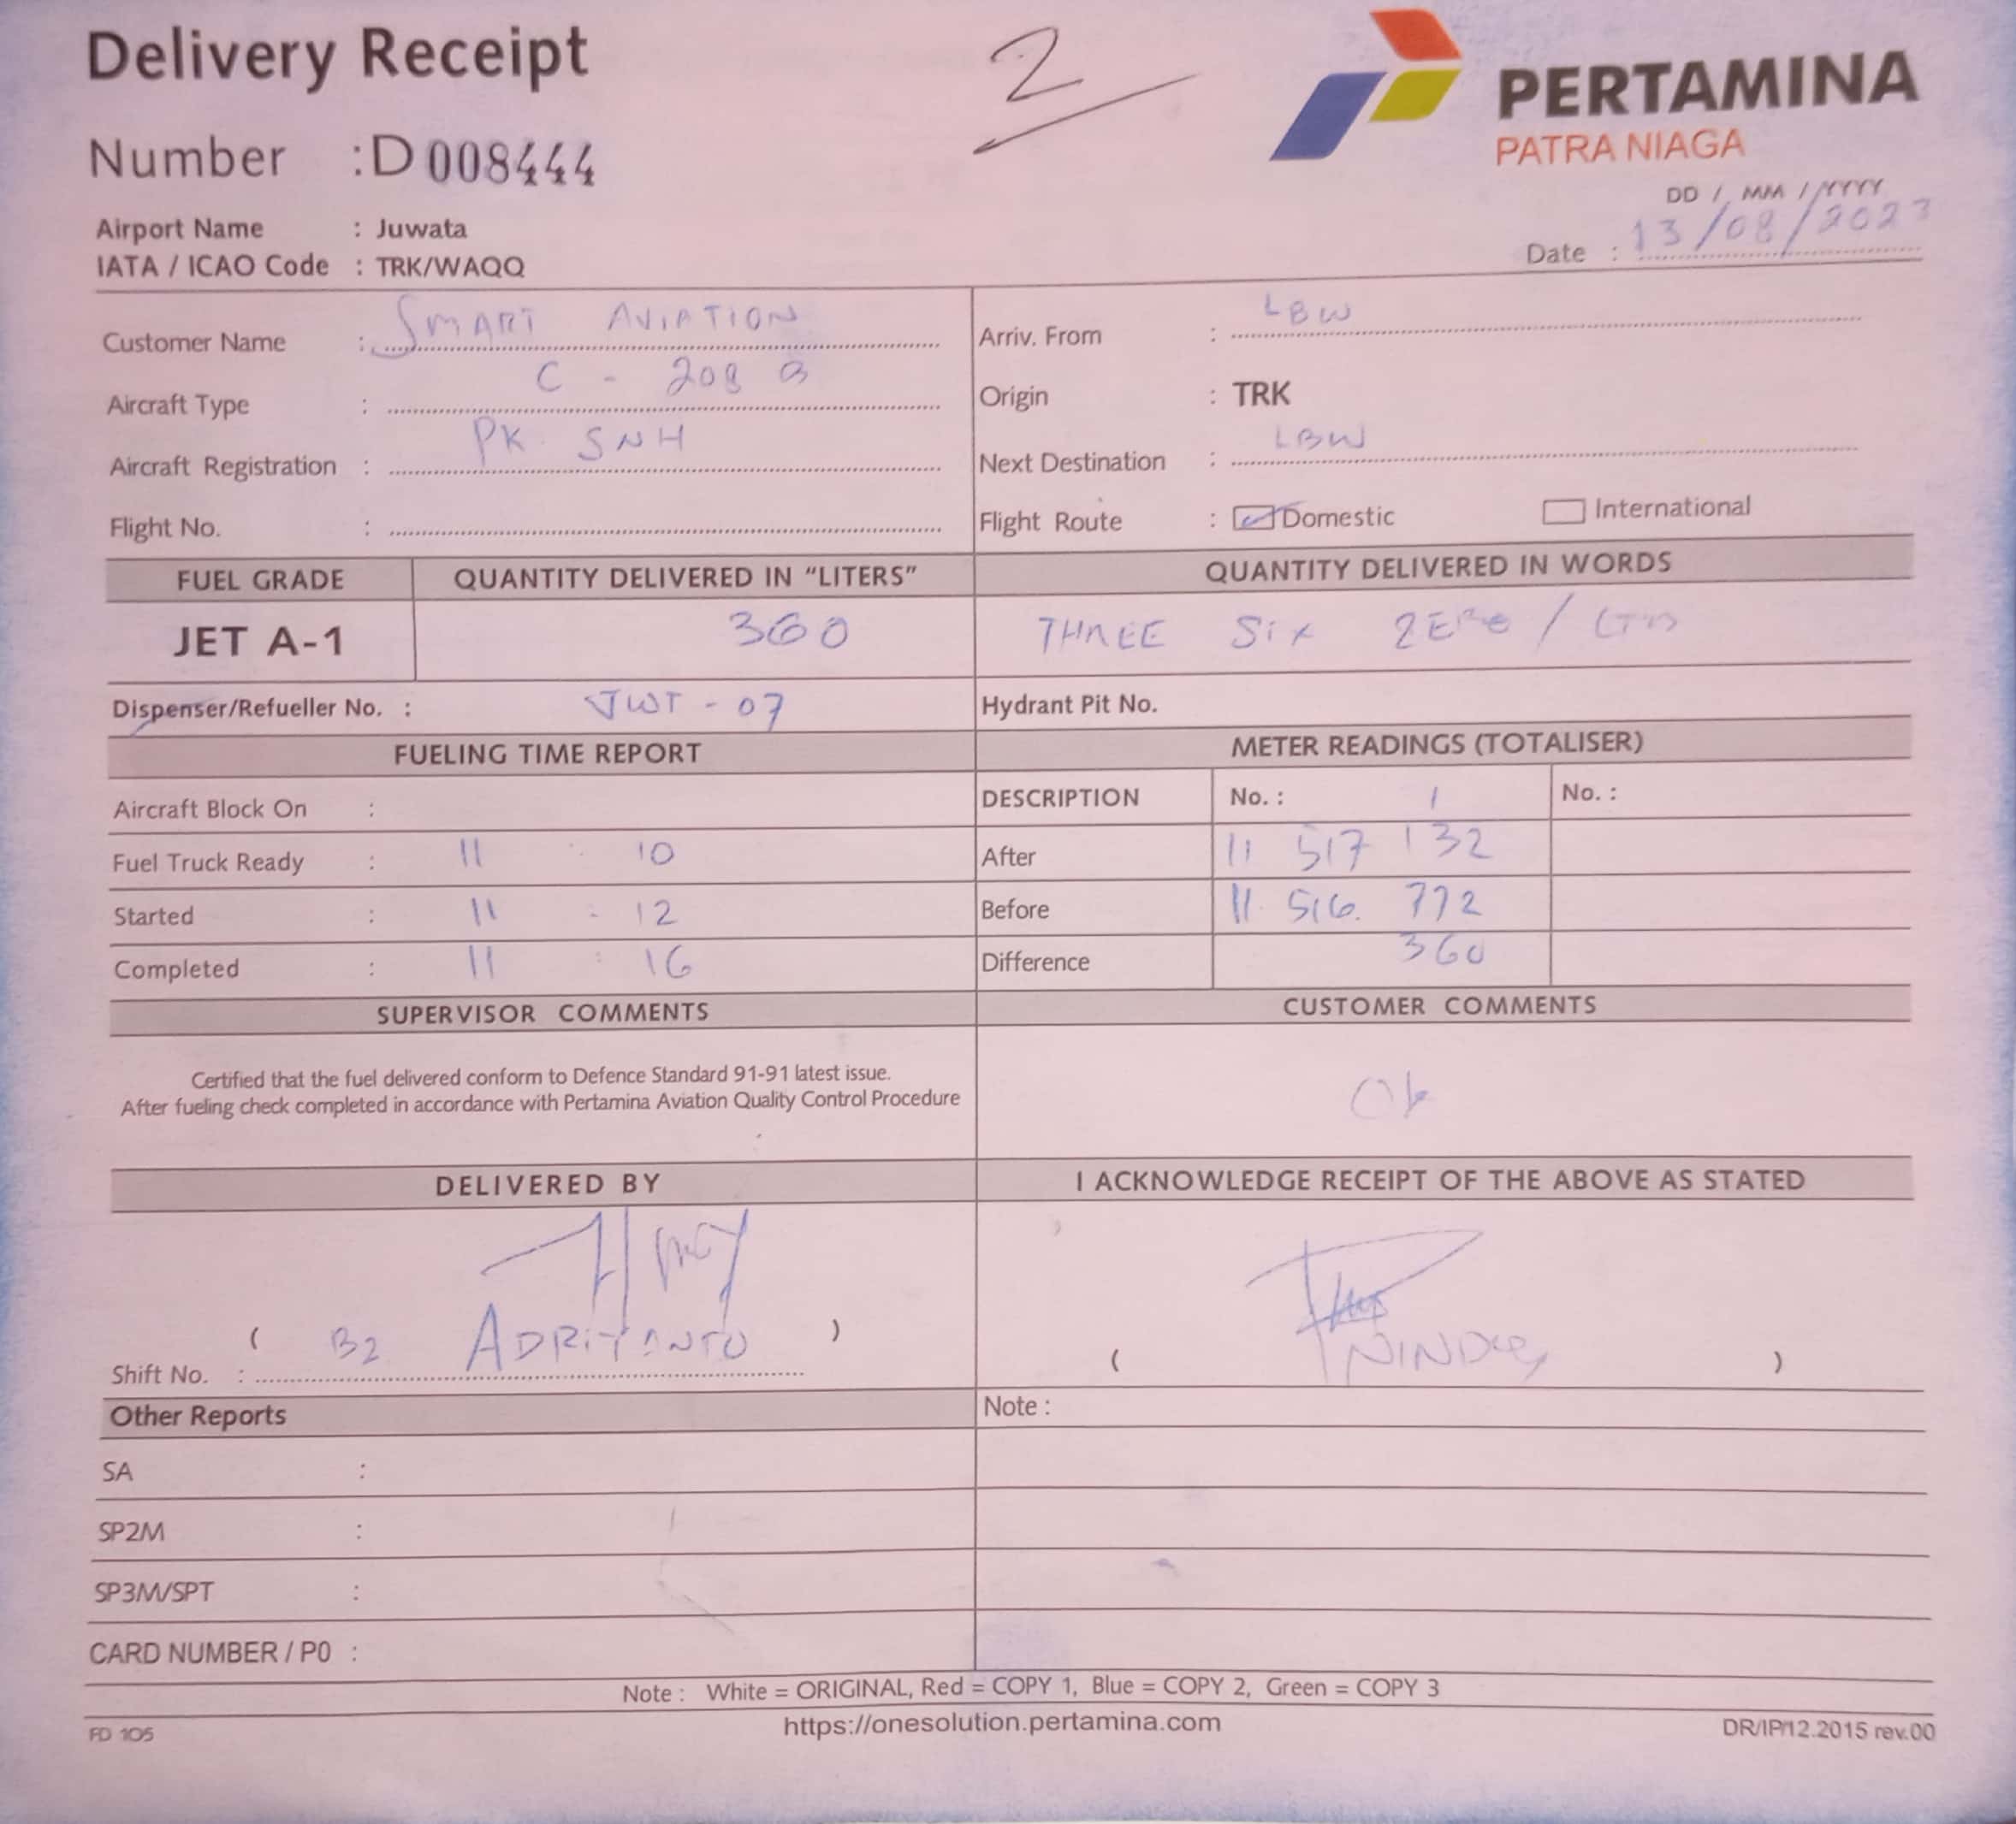 Delivery Receipt
2
PERTAMINA
PATRA NIAGA
Number : D 008444
DD / MM / YYYY
Date : 13/08/2023
Airport Name : Juwata
IATA / ICAO Code : TRK/WAQQ
Customer Name : SMART AVIATION
Arriv. From : LBW
Aircraft Type : C - 208 B
Origin : TRK
Aircraft Registration : PK SNH
Next Destination : LBW
Flight No. :
Flight Route : Domestic International
FUEL GRADE QUANTITY DELIVERED IN "LITERS" QUANTITY DELIVERED IN WORDS
JET A-1 360 THREE SIX ZERO / LTR
Dispenser/Refueller No. : JWT - 07 Hydrant Pit No.
FUELING TIME REPORT METER READINGS (TOTALISER)
Aircraft Block On : DESCRIPTION No. : 1 No. :
Fuel Truck Ready : 11 : 10 After 11 517 132
Started : 11 : 12 Before 11. 516. 772
Completed : 11 : 16 Difference 360
SUPERVISOR COMMENTS CUSTOMER COMMENTS
Certified that the fuel delivered conform to Defence Standard 91-91 latest issue.
After fueling check completed in accordance with Pertamina Aviation Quality Control Procedure
Ok
DELIVERED BY I ACKNOWLEDGE RECEIPT OF THE ABOVE AS STATED
( B2 ADRIYANTO )
Shift No. :
( )
Other Reports Note :
SA :
SP2M :
SP3M/SPT :
CARD NUMBER / P0 :
Note : White = ORIGINAL, Red = COPY 1, Blue = COPY 2, Green = COPY 3
FD 105 https://onesolution.pertamina.com DR/IP/12.2015 rev.00